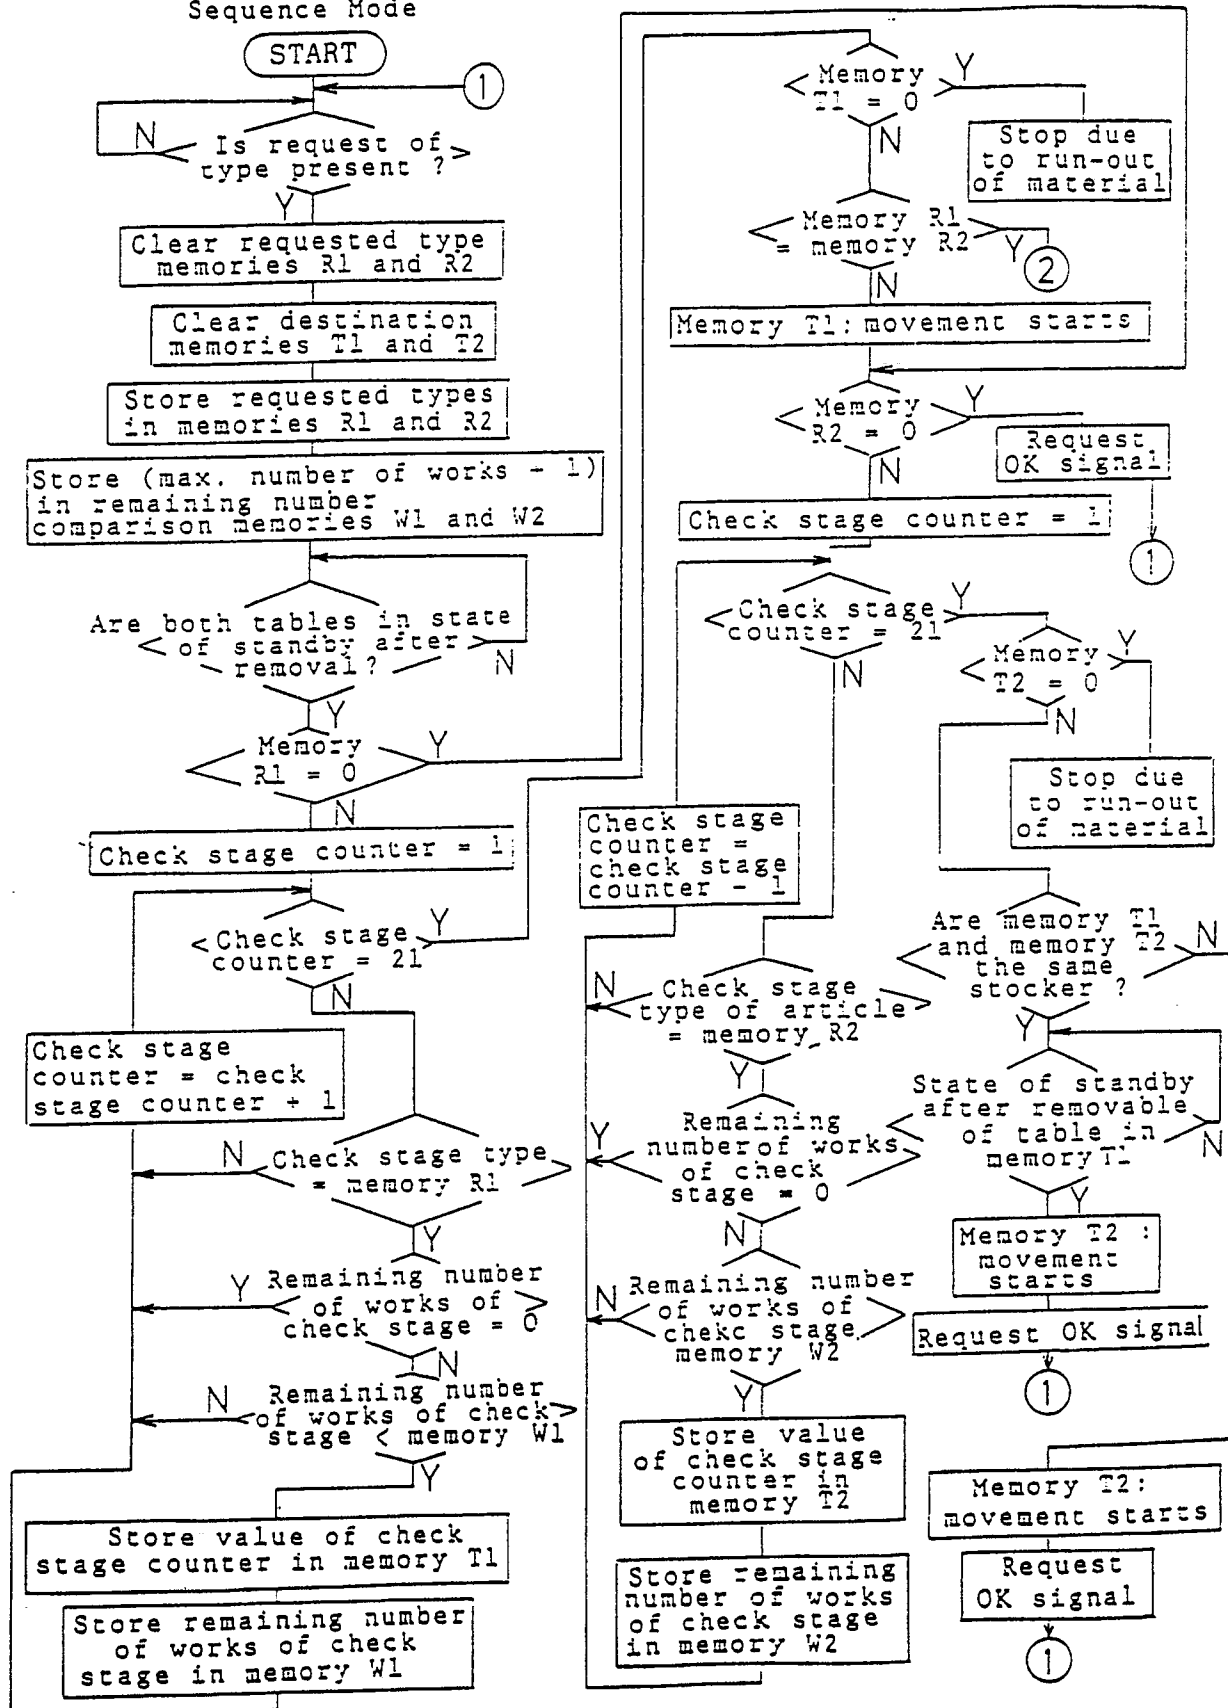 Sequence Mode
START
1
N
Is request of
type present ?
Y
Clear requested type
memories R1 and R2
Clear destination
memories T1 and T2
Store requested types
in memories R1 and R2
Store (max. number of works + 1)
in remaining number
comparison memories W1 and W2
Are both tables in state
of standby after
removal?
N
Y
Memory
R1 = 0
Y
N
Check stage counter = 1
Check stage
counter = 21
Y
N
Check stage
counter = check
stage counter + 1
N
Check stage type
= memory R1
Y
Y
Remaining number
of works of
check stage = 0
N
N
Remaining number
of works of check
stage < memory W1
Y
Store value of check
stage counter in memory T1
Store remaining number
of works of check
stage in memory W1
Memory
T1 = 0
Y
N
Stop due
to run-out
of material
Memory R1
= memory R2
Y
2
N
Memory T1: movement starts
Memory
R2 = 0
Y
N
Request
OK signal
1
Check stage counter = 1
Check stage
counter = 21
Y
N
Memory
T2 = 0
Y
N
Stop due
to run-out
of material
Check stage
counter =
check stage
counter - 1
N
Check stage
type of article
= memory R2
Y
Y
Remaining
number of works
of check
stage = 0
N
N
Remaining number
of works of
chekc stage
memory W2
Y
Store value
of check stage
counter in
memory T2
Store remaining
number of works
of check stage
in memory W2
Are memory T1
and memory T2
the same
stocker ?
N
Y
State of standby
after removable
of table in
memory T1
N
Y
Memory T2 :
movement
starts
Request OK signal
1
Memory T2:
movement starts
Request
OK signal
1